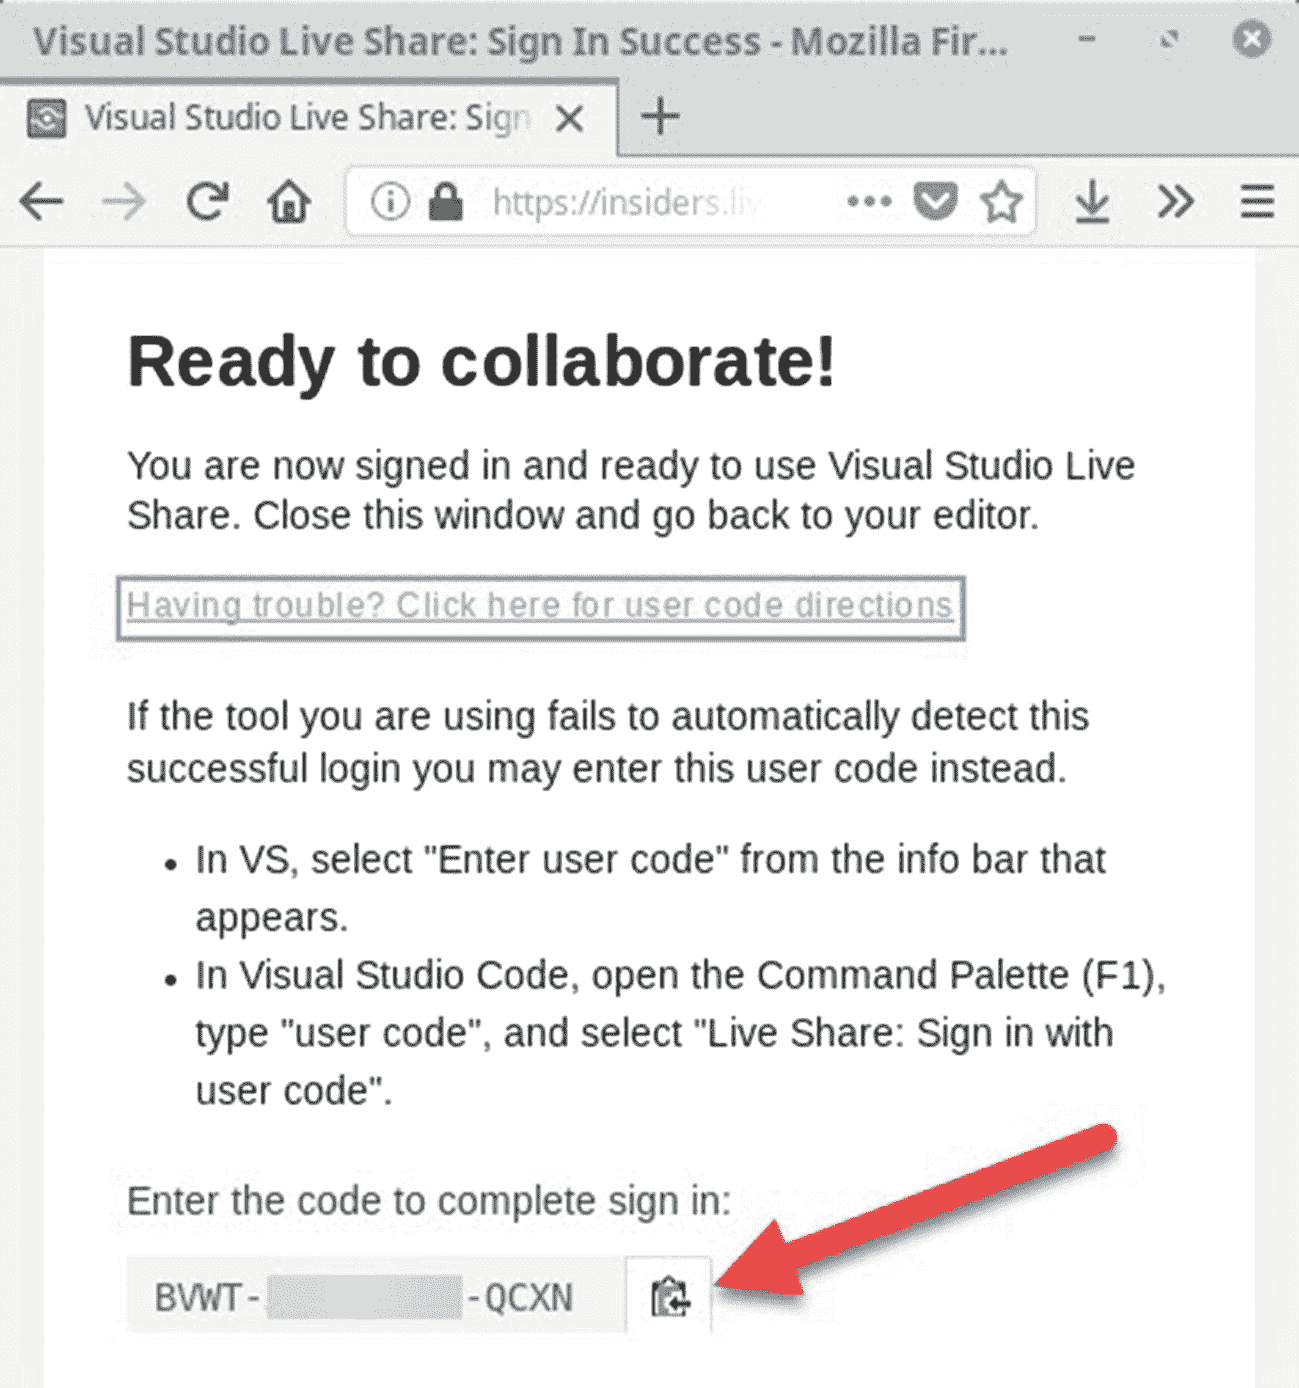 Visual Studio Live Share: Sign In Success - Mozilla Fir...
Visual Studio Live Share: Sign
https://insiders.liv
Ready to collaborate!
You are now signed in and ready to use Visual Studio Live
Share. Close this window and go back to your editor.
Having trouble? Click here for user code directions
If the tool you are using fails to automatically detect this
successful login you may enter this user code instead.
• In VS, select "Enter user code" from the info bar that
appears.
• In Visual Studio Code, open the Command Palette (F1),
type "user code", and select "Live Share: Sign in with
user code".
Enter the code to complete sign in:
BVWT- -QCXN